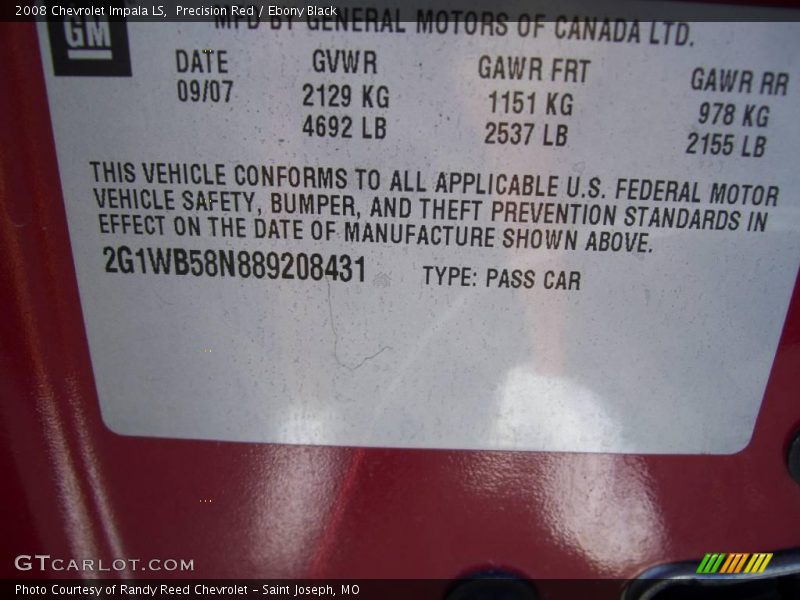 2008 Chevrolet Impala LS,  Precision Red / Ebony Black
GM
MFD BY GENERAL MOTORS OF CANADA LTD.
DATE GVWR GAWR FRT GAWR RR
09/07 2129 KG 1151 KG 978 KG
4692 LB 2537 LB 2155 LB
THIS VEHICLE CONFORMS TO ALL APPLICABLE U.S. FEDERAL MOTOR
VEHICLE SAFETY, BUMPER, AND THEFT PREVENTION STANDARDS IN
EFFECT ON THE DATE OF MANUFACTURE SHOWN ABOVE.
2G1WB58N889208431 TYPE: PASS CAR
GTCARLOT.COM
Photo Courtesy of Randy Reed Chevrolet – Saint Joseph, MO